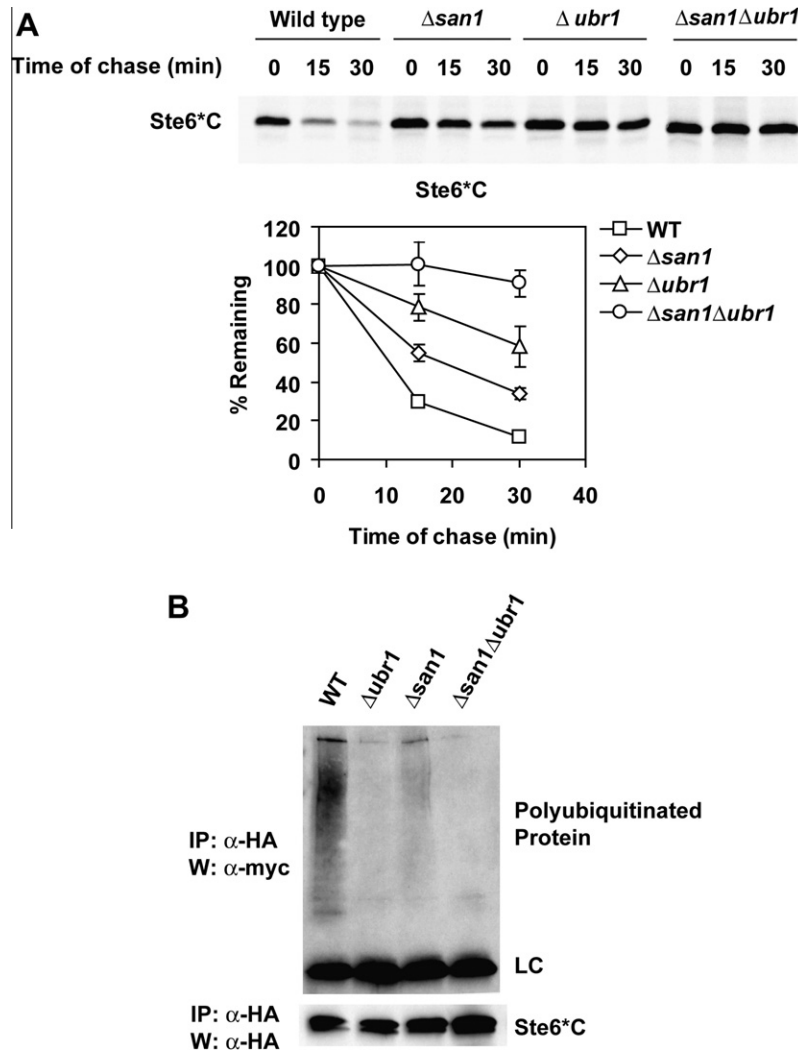 A
Wild type Δsan1 Δ ubr1 Δsan1Δubr1
Time of chase (min) 0 15 30 0 15 30 0 15 30 0 15 30
Ste6*C
Ste6*C
120
100
80
60
40
20
0
% Remaining
0 10 20 30 40
Time of chase (min)
WT
Δsan1
Δubr1
Δsan1Δubr1
B
WT Δubr1 Δsan1 Δsan1Δubr1
IP: α-HA
W: α-myc
Polyubiquitinated
Protein
LC
IP: α-HA
W: α-HA
Ste6*C